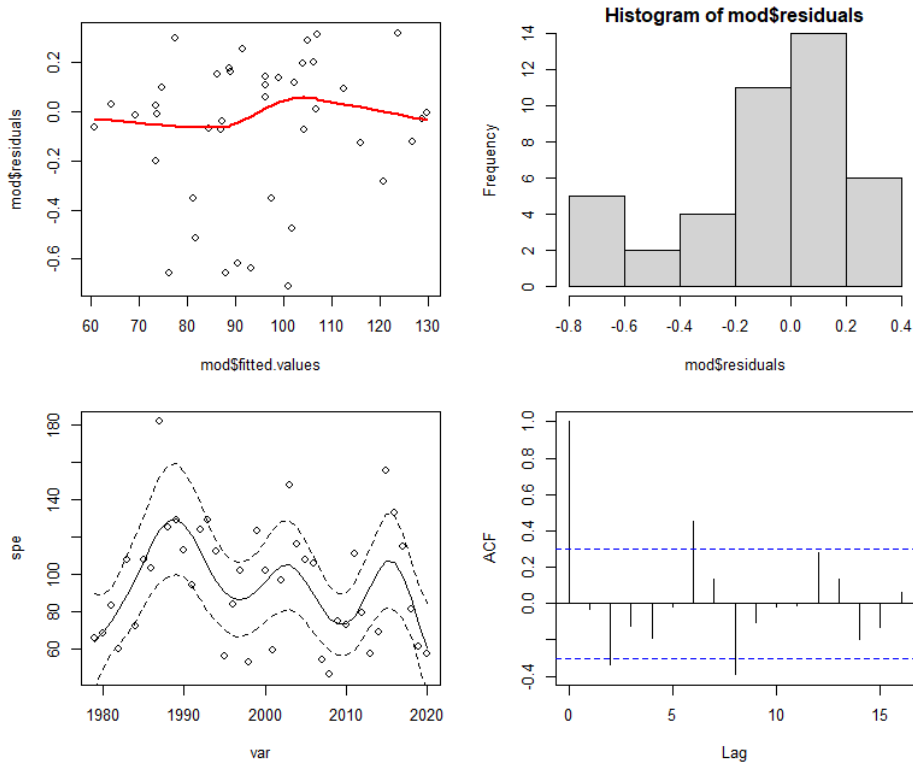 mod$residuals
0.2
0.0
-0.2
-0.4
-0.6
60 70 80 90 100 110 120 130
mod$fitted.values
Histogram of mod$residuals
Frequency
14
12
10
8
6
4
2
0
-0.8 -0.6 -0.4 -0.2 0.0 0.2 0.4
mod$residuals
spe
180
140
100
80
60
1980 1990 2000 2010 2020
var
ACF
1.0
0.8
0.6
0.4
0.2
0.0
-0.4
0 5 10 15
Lag